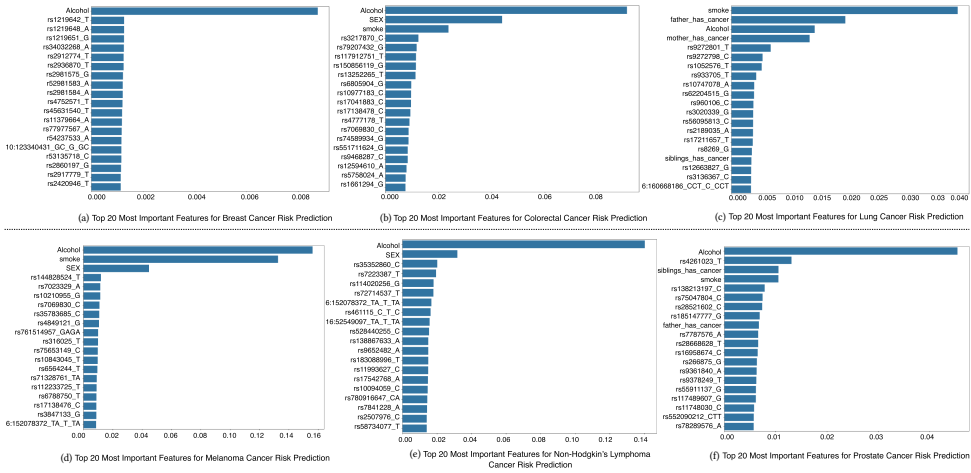 Alcohol
rs1219642_T
rs1219648_A
rs1219651_G
rs34032268_A
rs2912774_T
rs2936870_T
rs2981575_G
rs2981583_A
rs2981584_A
rs4752571_T
rs45631540_T
rs11379664_A
rs77977567_A
rs54237533_A
10:123340431_GC_G_GC
rs53135718_C
rs2860197_G
rs2917779_T
rs2420946_T
0.000 0.002 0.004 0.006 0.008
(a) Top 20 Most Important Features for Breast Cancer Risk Prediction
Alcohol
SEX
smoke
rs3217870_C
rs79207432_G
rs117912751_T
rs150856119_G
rs13252265_T
rs6805904_G
rs10977183_C
rs17041883_C
rs17138478_C
rs4777178_T
rs7069830_C
rs74589934_G
rs551711624_G
rs9468287_C
rs12594610_A
rs5758024_A
rs1661294_G
0.00 0.02 0.04 0.06 0.08
(b) Top 20 Most Important Features for Colorectal Cancer Risk Prediction
smoke
father_has_cancer
Alcohol
mother_has_cancer
rs9272801_T
rs9272798_C
rs1052576_T
rs933705_T
rs10747078_A
rs62204515_G
rs960106_C
rs3020339_G
rs56095813_C
rs2189035_A
rs17211657_T
rs8269_G
siblings_has_cancer
rs12663827_G
rs3136367_C
6:160668186_CCT_C_CCT
0.000 0.005 0.010 0.015 0.020 0.025 0.030 0.035 0.040
(c) Top 20 Most Important Features for Lung Cancer Risk Prediction
Alcohol
smoke
SEX
rs144828524_T
rs7023329_A
rs10210955_G
rs7069830_C
rs35783685_C
rs4849121_G
rs761514957_GAGA
rs316025_T
rs75653149_C
rs10843045_T
rs6564244_T
rs71328761_TA
rs112233725_T
rs6788750_T
rs17138476_C
rs3847133_G
6:152078372_TA_T_TA
0.00 0.02 0.04 0.06 0.08 0.10 0.12 0.14 0.16
(d) Top 20 Most Important Features for Melanoma Cancer Risk Prediction
Alcohol
SEX
rs35352860_C
rs7223387_T
rs114020256_G
rs72714537_T
6:152078372_TA_T_TA
rs461115_C_T_C
16:52549097_TA_T_TA
rs528440255_C
rs138867633_A
rs9652482_A
rs183088996_T
rs11993627_C
rs17542768_A
rs10094059_C
rs780916647_CA
rs7841228_A
rs2507976_C
rs58734077_T
0.00 0.02 0.04 0.06 0.08 0.10 0.12 0.14
(e) Top 20 Most Important Features for Non-Hodgkin's Lymphoma
Cancer Risk Prediction
Alcohol
rs4261023_T
siblings_has_cancer
smoke
rs138213197_C
rs75047804_C
rs28521602_C
rs185147777_G
father_has_cancer
rs7787576_A
rs28668628_T
rs16958674_C
rs266875_G
rs9361840_A
rs9378249_T
rs55911137_G
rs117489607_G
rs11748030_C
rs552090212_CTT
rs78289576_A
0.00 0.01 0.02 0.03 0.04
(f) Top 20 Most Important Features for Prostate Cancer Risk Prediction